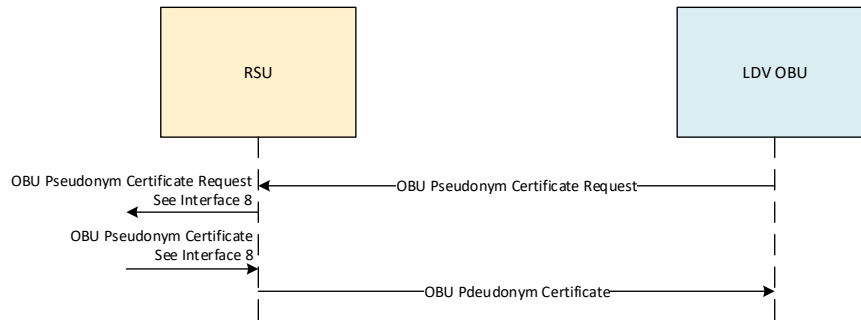 RSU
LDV OBU
OBU Pseudonym Certificate Request
See Interface 8
OBU Pseudonym Certificate Request
OBU Pseudonym Certificate
See Interface 8
OBU Pdeudonym Certificate